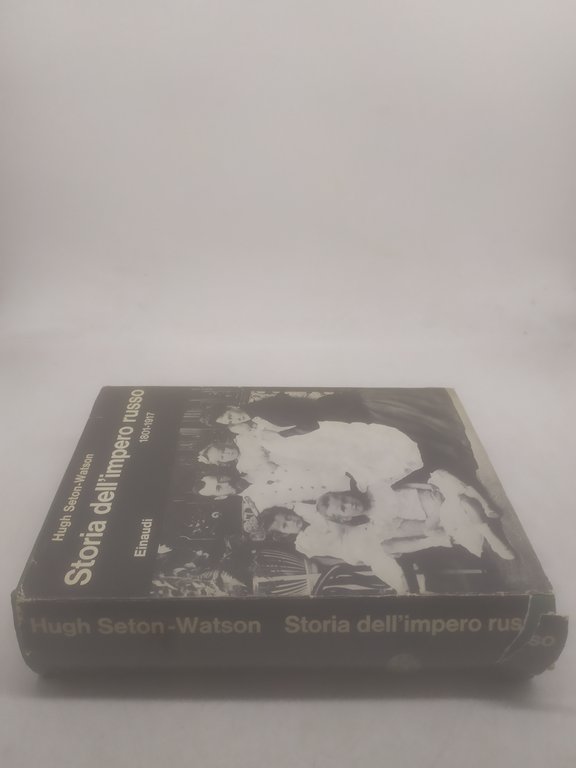 Hugh Seton-Watson
Storia dell'impero russo
1801-1917
Einaudi
Hugh Seton-Watson Storia dell'impero russo